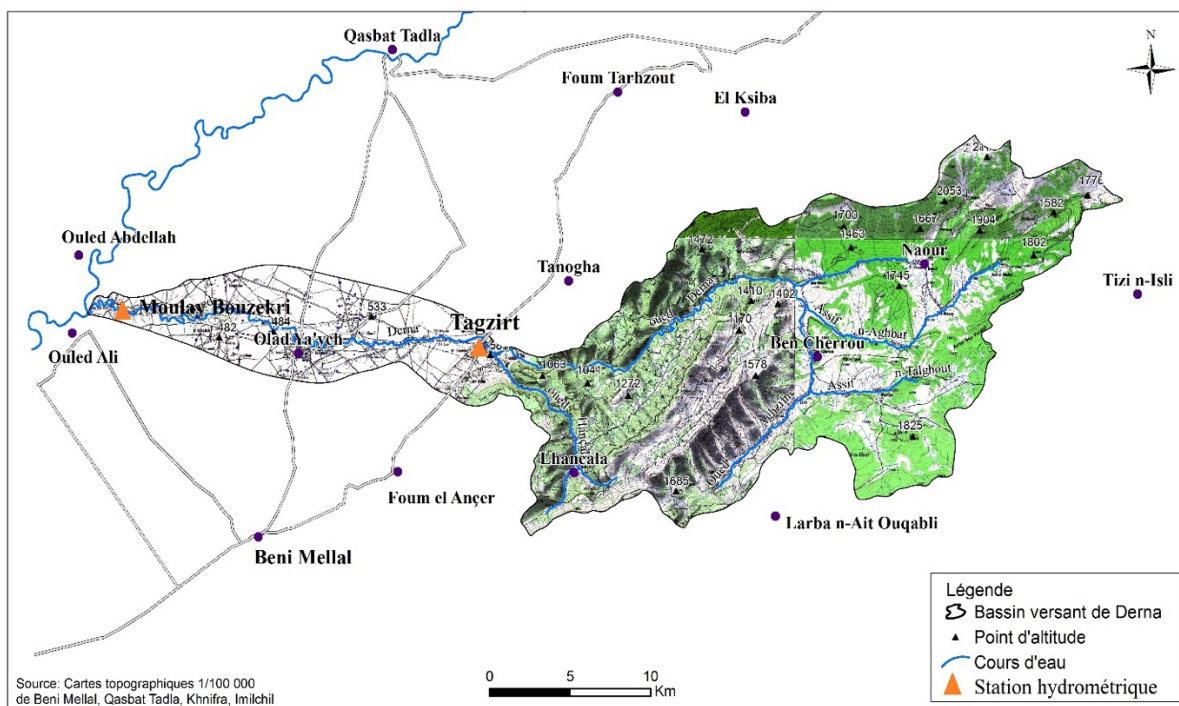 Qasbat Tadla
N
Foum Tarhzout
El Ksiba
2053
1776
1582
1700
1667
1904
1463
1802
1472
Ouled Abdellah
Naour
Tanogha
1745
Tizi n-Isli
oued Derna
1410
1402
Moulay Bouzekri
533
1170
Assif n-Aghbar
482
484
Derna
Tagzirt
Ouled Ali
Olad Ya'ych
Ben Cherrou
1063
1578
Assif n-Talghout
1272
Oued
1825
Lhançala
1685
Foum el Ançer
Larba n-Ait Ouqabli
Beni Mellal
Légende
Bassin versant de Derna
Point d'altitude
Cours d'eau
Station hydrométrique
Source: Cartes topographiques 1/100 000
de Beni Mellal, Qasbat Tadla, Khnifra, Imilchil
0 5 10
Km